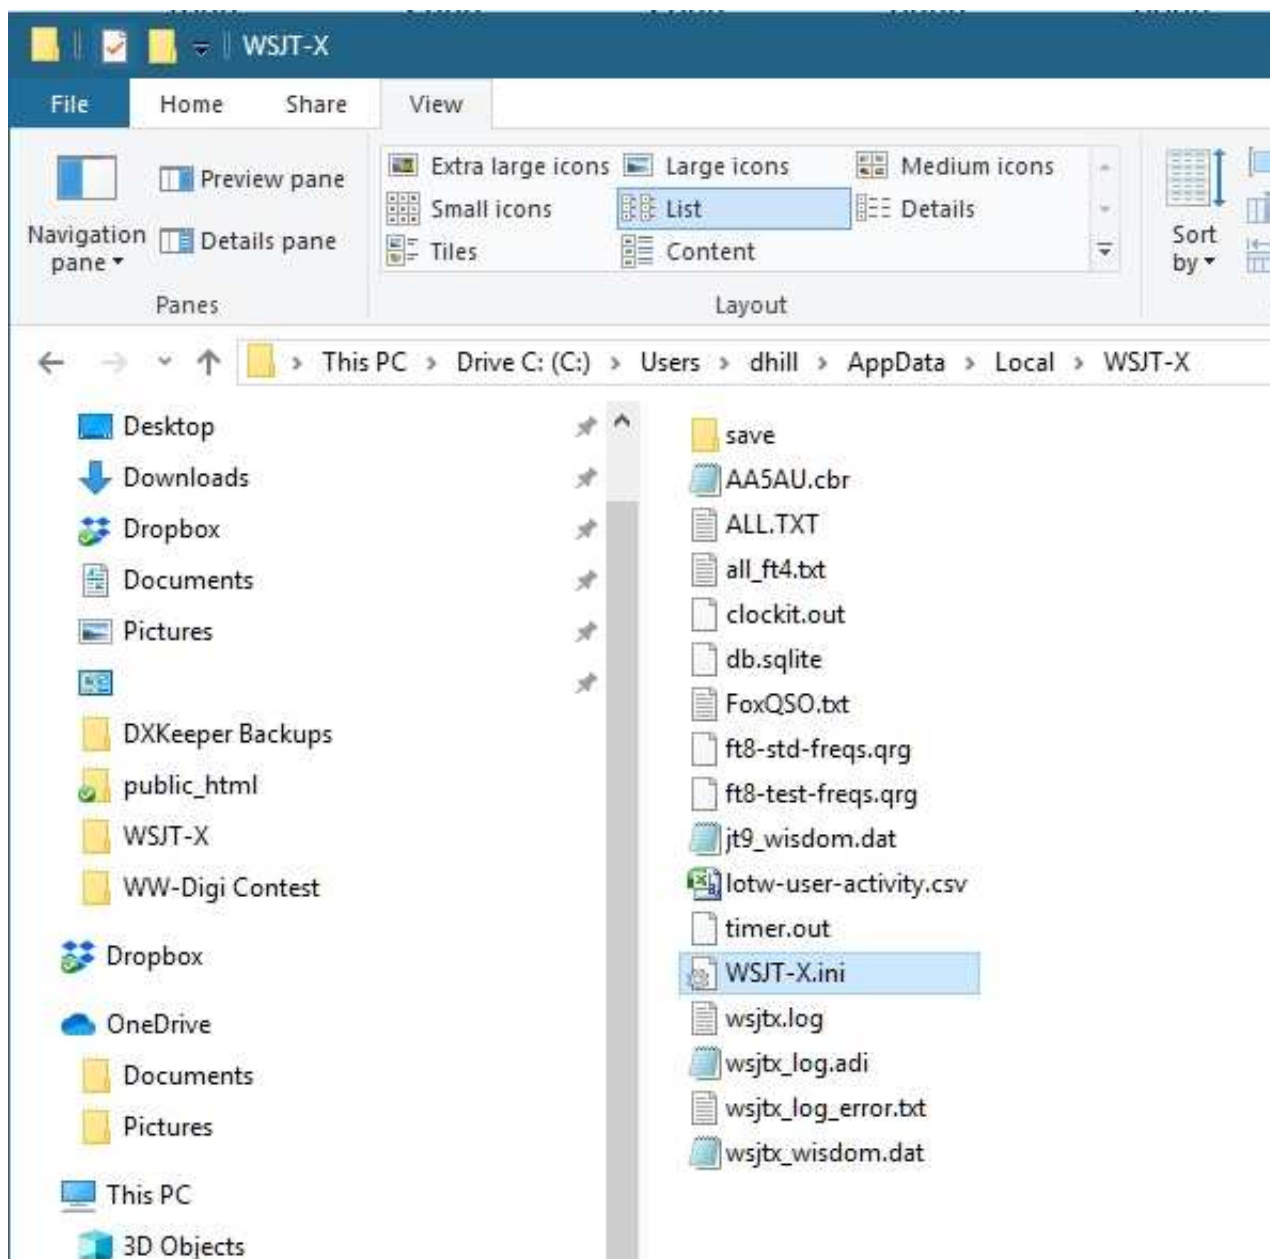 WSJT-X
File Home Share View
Navigation pane
Preview pane
Details pane
Panes
Extra large icons Large icons Medium icons
Small icons List Details
Tiles Content
Layout
Sort by
This PC > Drive C: (C:) > Users > dhill > AppData > Local > WSJT-X
Desktop
Downloads
Dropbox
Documents
Pictures
DXKeeper Backups
public_html
WSJT-X
WW-Digi Contest
Dropbox
OneDrive
Documents
Pictures
This PC
3D Objects
save
AA5AU.cbr
ALL.TXT
all_ft4.txt
clockit.out
db.sqlite
FoxQSO.txt
ft8-std-freqs.qrg
ft8-test-freqs.qrg
jt9_wisdom.dat
lotw-user-activity.csv
timer.out
WSJT-X.ini
wsjtx.log
wsjtx_log.adi
wsjtx_log_error.txt
wsjtx_wisdom.dat